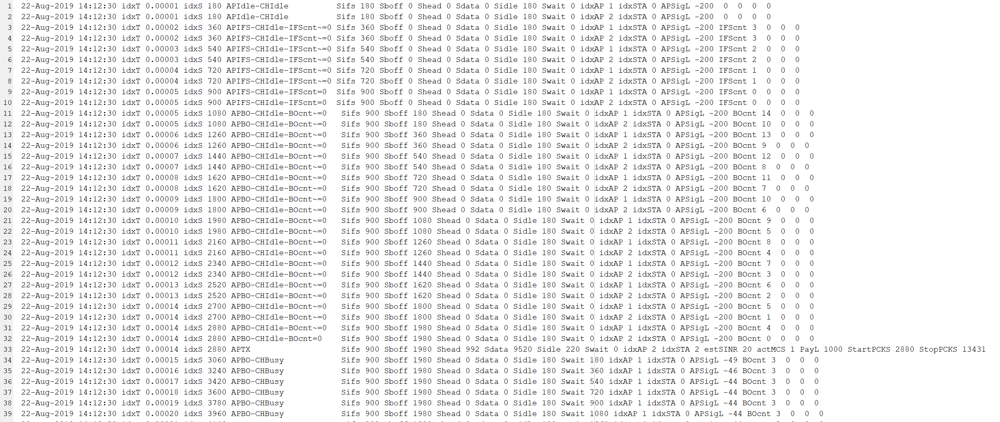 1 22-Aug-2019 14:12:30 idxT 0.00001 idxS 180 APIdle-CHIdle Sifs 180 Sboff 0 Shead 0 Sdata 0 Sidle 180 Swait 0 idxAP 1 idxSTA 0 APSigL -200 0 0 0 0
2 22-Aug-2019 14:12:30 idxT 0.00001 idxS 180 APIdle-CHIdle Sifs 180 Sboff 0 Shead 0 Sdata 0 Sidle 180 Swait 0 idxAP 2 idxSTA 0 APSigL -200 0 0 0 0
3 22-Aug-2019 14:12:30 idxT 0.00002 idxS 360 APIFS-CHIdle-IFScnt~=0 Sifs 360 Sboff 0 Shead 0 Sdata 0 Sidle 180 Swait 0 idxAP 1 idxSTA 0 APSigL -200 IFScnt 3 0 0 0
4 22-Aug-2019 14:12:30 idxT 0.00002 idxS 360 APIFS-CHIdle-IFScnt~=0 Sifs 360 Sboff 0 Shead 0 Sdata 0 Sidle 180 Swait 0 idxAP 2 idxSTA 0 APSigL -200 IFScnt 3 0 0 0
5 22-Aug-2019 14:12:30 idxT 0.00003 idxS 540 APIFS-CHIdle-IFScnt~=0 Sifs 540 Sboff 0 Shead 0 Sdata 0 Sidle 180 Swait 0 idxAP 1 idxSTA 0 APSigL -200 IFScnt 2 0 0 0
6 22-Aug-2019 14:12:30 idxT 0.00003 idxS 540 APIFS-CHIdle-IFScnt~=0 Sifs 540 Sboff 0 Shead 0 Sdata 0 Sidle 180 Swait 0 idxAP 2 idxSTA 0 APSigL -200 IFScnt 2 0 0 0
7 22-Aug-2019 14:12:30 idxT 0.00004 idxS 720 APIFS-CHIdle-IFScnt~=0 Sifs 720 Sboff 0 Shead 0 Sdata 0 Sidle 180 Swait 0 idxAP 1 idxSTA 0 APSigL -200 IFScnt 1 0 0 0
8 22-Aug-2019 14:12:30 idxT 0.00004 idxS 720 APIFS-CHIdle-IFScnt~=0 Sifs 720 Sboff 0 Shead 0 Sdata 0 Sidle 180 Swait 0 idxAP 2 idxSTA 0 APSigL -200 IFScnt 1 0 0 0
9 22-Aug-2019 14:12:30 idxT 0.00005 idxS 900 APIFS-CHIdle-IFScnt=0 Sifs 900 Sboff 0 Shead 0 Sdata 0 Sidle 180 Swait 0 idxAP 1 idxSTA 0 APSigL -200 IFScnt 0 0 0 0
10 22-Aug-2019 14:12:30 idxT 0.00005 idxS 900 APIFS-CHIdle-IFScnt=0 Sifs 900 Sboff 0 Shead 0 Sdata 0 Sidle 180 Swait 0 idxAP 2 idxSTA 0 APSigL -200 IFScnt 0 0 0 0
11 22-Aug-2019 14:12:30 idxT 0.00005 idxS 1080 APBO-CHIdle-BOcnt~=0 Sifs 900 Sboff 180 Shead 0 Sdata 0 Sidle 180 Swait 0 idxAP 1 idxSTA 0 APSigL -200 BOcnt 14 0 0 0
12 22-Aug-2019 14:12:30 idxT 0.00005 idxS 1080 APBO-CHIdle-BOcnt~=0 Sifs 900 Sboff 180 Shead 0 Sdata 0 Sidle 180 Swait 0 idxAP 2 idxSTA 0 APSigL -200 BOcnt 10 0 0 0
13 22-Aug-2019 14:12:30 idxT 0.00006 idxS 1260 APBO-CHIdle-BOcnt~=0 Sifs 900 Sboff 360 Shead 0 Sdata 0 Sidle 180 Swait 0 idxAP 1 idxSTA 0 APSigL -200 BOcnt 13 0 0 0
14 22-Aug-2019 14:12:30 idxT 0.00006 idxS 1260 APBO-CHIdle-BOcnt~=0 Sifs 900 Sboff 360 Shead 0 Sdata 0 Sidle 180 Swait 0 idxAP 2 idxSTA 0 APSigL -200 BOcnt 9 0 0 0
15 22-Aug-2019 14:12:30 idxT 0.00007 idxS 1440 APBO-CHIdle-BOcnt~=0 Sifs 900 Sboff 540 Shead 0 Sdata 0 Sidle 180 Swait 0 idxAP 1 idxSTA 0 APSigL -200 BOcnt 12 0 0 0
16 22-Aug-2019 14:12:30 idxT 0.00007 idxS 1440 APBO-CHIdle-BOcnt~=0 Sifs 900 Sboff 540 Shead 0 Sdata 0 Sidle 180 Swait 0 idxAP 2 idxSTA 0 APSigL -200 BOcnt 8 0 0 0
17 22-Aug-2019 14:12:30 idxT 0.00008 idxS 1620 APBO-CHIdle-BOcnt~=0 Sifs 900 Sboff 720 Shead 0 Sdata 0 Sidle 180 Swait 0 idxAP 1 idxSTA 0 APSigL -200 BOcnt 11 0 0 0
18 22-Aug-2019 14:12:30 idxT 0.00008 idxS 1620 APBO-CHIdle-BOcnt~=0 Sifs 900 Sboff 720 Shead 0 Sdata 0 Sidle 180 Swait 0 idxAP 2 idxSTA 0 APSigL -200 BOcnt 7 0 0 0
19 22-Aug-2019 14:12:30 idxT 0.00009 idxS 1800 APBO-CHIdle-BOcnt~=0 Sifs 900 Sboff 900 Shead 0 Sdata 0 Sidle 180 Swait 0 idxAP 1 idxSTA 0 APSigL -200 BOcnt 10 0 0 0
20 22-Aug-2019 14:12:30 idxT 0.00009 idxS 1800 APBO-CHIdle-BOcnt~=0 Sifs 900 Sboff 900 Shead 0 Sdata 0 Sidle 180 Swait 0 idxAP 2 idxSTA 0 APSigL -200 BOcnt 6 0 0 0
21 22-Aug-2019 14:12:30 idxT 0.00010 idxS 1980 APBO-CHIdle-BOcnt~=0 Sifs 900 Sboff 1080 Shead 0 Sdata 0 Sidle 180 Swait 0 idxAP 1 idxSTA 0 APSigL -200 BOcnt 9 0 0 0
22 22-Aug-2019 14:12:30 idxT 0.00010 idxS 1980 APBO-CHIdle-BOcnt~=0 Sifs 900 Sboff 1080 Shead 0 Sdata 0 Sidle 180 Swait 0 idxAP 2 idxSTA 0 APSigL -200 BOcnt 5 0 0 0
23 22-Aug-2019 14:12:30 idxT 0.00011 idxS 2160 APBO-CHIdle-BOcnt~=0 Sifs 900 Sboff 1260 Shead 0 Sdata 0 Sidle 180 Swait 0 idxAP 1 idxSTA 0 APSigL -200 BOcnt 8 0 0 0
24 22-Aug-2019 14:12:30 idxT 0.00011 idxS 2160 APBO-CHIdle-BOcnt~=0 Sifs 900 Sboff 1260 Shead 0 Sdata 0 Sidle 180 Swait 0 idxAP 2 idxSTA 0 APSigL -200 BOcnt 4 0 0 0
25 22-Aug-2019 14:12:30 idxT 0.00012 idxS 2340 APBO-CHIdle-BOcnt~=0 Sifs 900 Sboff 1440 Shead 0 Sdata 0 Sidle 180 Swait 0 idxAP 1 idxSTA 0 APSigL -200 BOcnt 7 0 0 0
26 22-Aug-2019 14:12:30 idxT 0.00012 idxS 2340 APBO-CHIdle-BOcnt~=0 Sifs 900 Sboff 1440 Shead 0 Sdata 0 Sidle 180 Swait 0 idxAP 2 idxSTA 0 APSigL -200 BOcnt 3 0 0 0
27 22-Aug-2019 14:12:30 idxT 0.00013 idxS 2520 APBO-CHIdle-BOcnt~=0 Sifs 900 Sboff 1620 Shead 0 Sdata 0 Sidle 180 Swait 0 idxAP 1 idxSTA 0 APSigL -200 BOcnt 6 0 0 0
28 22-Aug-2019 14:12:30 idxT 0.00013 idxS 2520 APBO-CHIdle-BOcnt~=0 Sifs 900 Sboff 1620 Shead 0 Sdata 0 Sidle 180 Swait 0 idxAP 2 idxSTA 0 APSigL -200 BOcnt 2 0 0 0
29 22-Aug-2019 14:12:30 idxT 0.00014 idxS 2700 APBO-CHIdle-BOcnt~=0 Sifs 900 Sboff 1800 Shead 0 Sdata 0 Sidle 180 Swait 0 idxAP 1 idxSTA 0 APSigL -200 BOcnt 5 0 0 0
30 22-Aug-2019 14:12:30 idxT 0.00014 idxS 2700 APBO-CHIdle-BOcnt~=0 Sifs 900 Sboff 1800 Shead 0 Sdata 0 Sidle 180 Swait 0 idxAP 2 idxSTA 0 APSigL -200 BOcnt 1 0 0 0
31 22-Aug-2019 14:12:30 idxT 0.00014 idxS 2880 APBO-CHIdle-BOcnt~=0 Sifs 900 Sboff 1980 Shead 0 Sdata 0 Sidle 180 Swait 0 idxAP 1 idxSTA 0 APSigL -200 BOcnt 4 0 0 0
32 22-Aug-2019 14:12:30 idxT 0.00014 idxS 2880 APBO-CHIdle-BOcnt=0 Sifs 900 Sboff 1980 Shead 0 Sdata 0 Sidle 180 Swait 0 idxAP 2 idxSTA 0 APSigL -200 BOcnt 0 0 0 0
33 22-Aug-2019 14:12:30 idxT 0.00014 idxS 2880 APTX Sifs 900 Sboff 1980 Shead 992 Sdata 9520 Sidle 220 Swait 0 idxAP 2 idxSTA 2 estSINR 20 actMCS 1 PayL 1000 StartPCKS 2880 StopPCKS 13431
34 22-Aug-2019 14:12:30 idxT 0.00015 idxS 3060 APBO-CHBusy Sifs 900 Sboff 1980 Shead 0 Sdata 0 Sidle 180 Swait 180 idxAP 1 idxSTA 0 APSigL -49 BOcnt 3 0 0 0
35 22-Aug-2019 14:12:30 idxT 0.00016 idxS 3240 APBO-CHBusy Sifs 900 Sboff 1980 Shead 0 Sdata 0 Sidle 180 Swait 360 idxAP 1 idxSTA 0 APSigL -46 BOcnt 3 0 0 0
36 22-Aug-2019 14:12:30 idxT 0.00017 idxS 3420 APBO-CHBusy Sifs 900 Sboff 1980 Shead 0 Sdata 0 Sidle 180 Swait 540 idxAP 1 idxSTA 0 APSigL -44 BOcnt 3 0 0 0
37 22-Aug-2019 14:12:30 idxT 0.00018 idxS 3600 APBO-CHBusy Sifs 900 Sboff 1980 Shead 0 Sdata 0 Sidle 180 Swait 720 idxAP 1 idxSTA 0 APSigL -44 BOcnt 3 0 0 0
38 22-Aug-2019 14:12:30 idxT 0.00019 idxS 3780 APBO-CHBusy Sifs 900 Sboff 1980 Shead 0 Sdata 0 Sidle 180 Swait 900 idxAP 1 idxSTA 0 APSigL -44 BOcnt 3 0 0 0
39 22-Aug-2019 14:12:30 idxT 0.00020 idxS 3960 APBO-CHBusy Sifs 900 Sboff 1980 Shead 0 Sdata 0 Sidle 180 Swait 1080 idxAP 1 idxSTA 0 APSigL -44 BOcnt 3 0 0 0